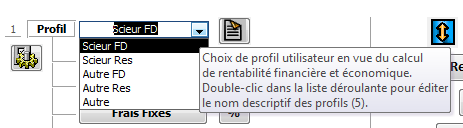 1 Profil Scieur FD
Scieur FD
Scieur Res
Autre FD
Autre Res
Autre
Choix de profil utilisateur en vue du calcul
de rentabilité financière et économique.
Double-clic dans la liste déroulante pour éditer
le nom descriptif des profils (5).
Re
Frais Fixes %